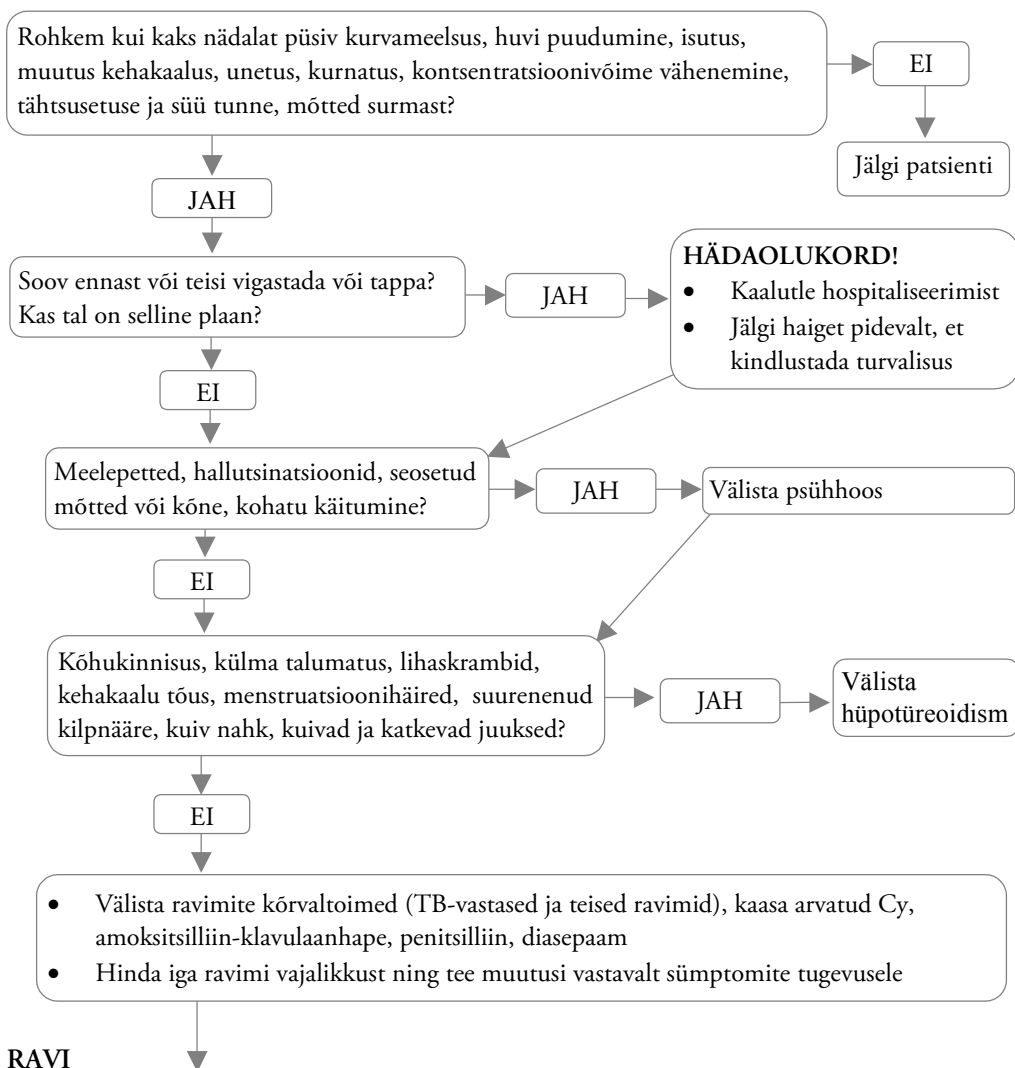 Rohkem kui kaks nädalat püsiv kurvameelsus, huvi puudumine, isutus,
muutus kehakaalus, unetus, kurnatus, kontsentratsioonivõime vähenemine,
tähtsusetuse ja süü tunne, mõtted surmast?
EI
Jälgi patsienti
JAH
Soov ennast või teisi vigastada või tappa?
Kas tal on selline plaan?
JAH
HÄDAOLUKORD!
• Kaalutle hospitaliseerimist
• Jälgi haiget pidevalt, et
kindlustada turvalisus
EI
Meelepetted, hallutsinatsioonid, seosetud
mõtted või kõne, kohatu käitumine?
JAH
Välista psühhoos
EI
Kõhukinnisus, külma talumatus, lihaskrambid,
kehakaalu tõus, menstruatsioonihäired, suurenenud
kilpnääre, kuiv nahk, kuivad ja katkevad juuksed?
JAH
Välista
hüpotüreoidism
EI
• Välista ravimite kõrvaltoimed (TB-vastased ja teised ravimid), kaasa arvatud Cy,
amoksitsilliin-klavulaanhape, penitsilliin, diasepaam
• Hinda iga ravimi vajalikkust ning tee muutusi vastavalt sümptomite tugevusele
RAVI